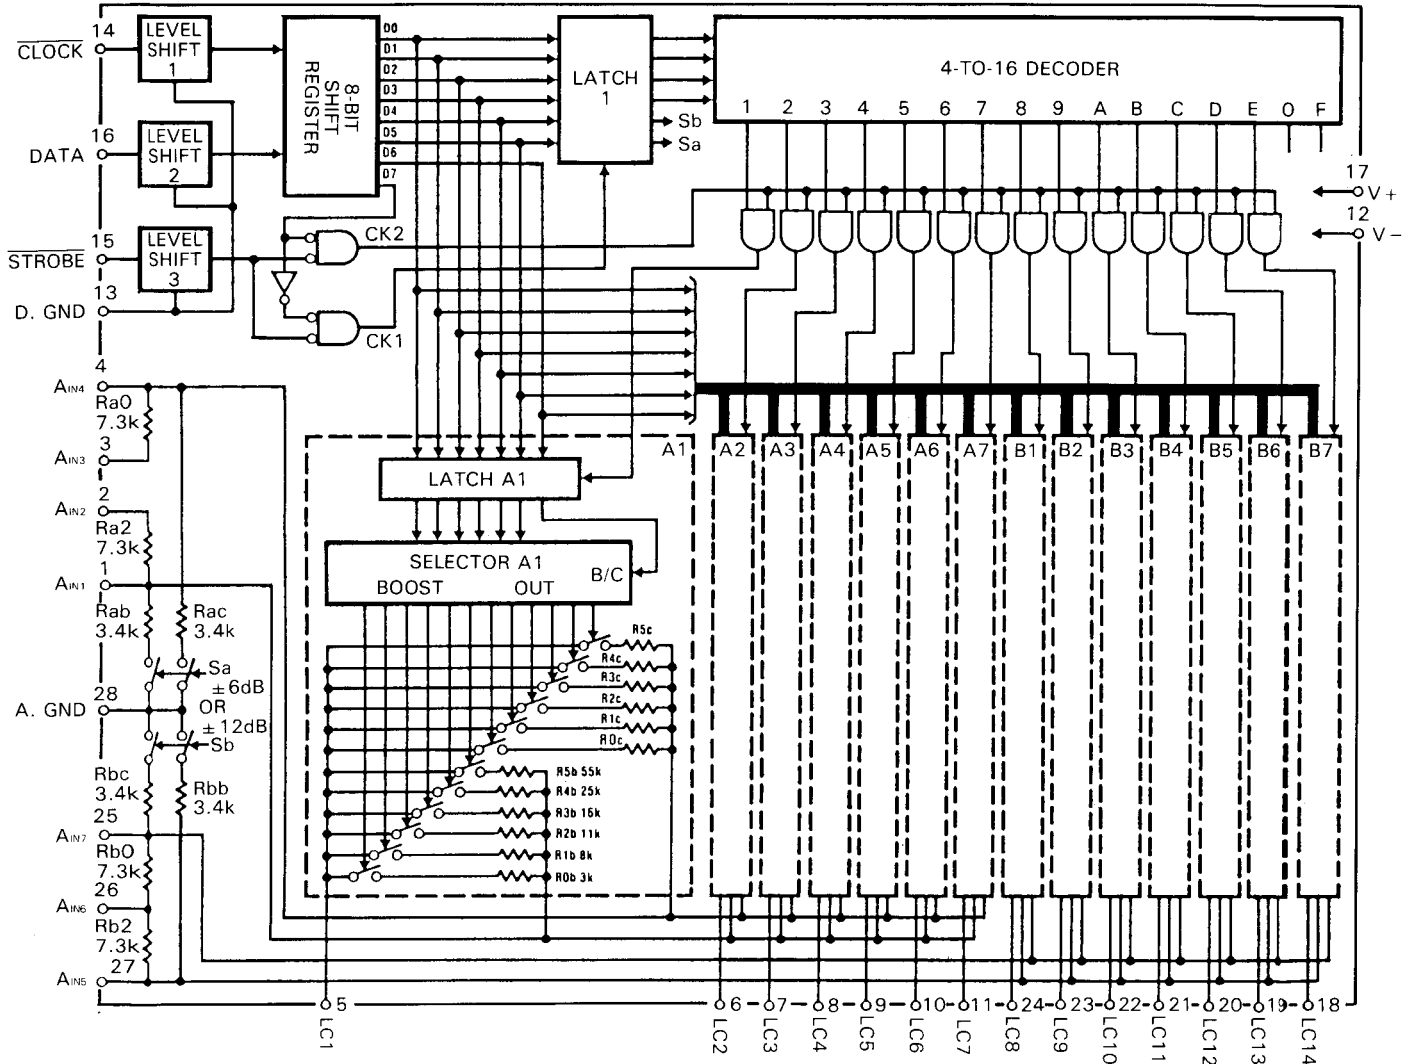 14
CLOCK
LEVEL
SHIFT
1
16
DATA
LEVEL
SHIFT
2
15
STROBE
LEVEL
SHIFT
3
13
D. GND
8-BIT
SHIFT
REGISTER
D0
D1
D2
D3
D4
D5
D6
D7
LATCH
1
Sb
Sa
4-TO-16 DECODER
1 2 3 4 5 6 7 8 9 A B C D E 0 F
17
V+
12
V−
CK2
CK1
4
AIN4
Ra0
7.3k
3
AIN3
2
AIN2
Ra2
7.3k
1
AIN1
Rab
3.4k
Rac
3.4k
Sa
±6dB
OR
±12dB
Sb
28
A. GND
Rbc
3.4k
Rbb
3.4k
25
AIN7
Rb0
7.3k
26
AIN6
Rb2
7.3k
27
AIN5
A1
LATCH A1
SELECTOR A1
B/C
BOOST OUT
R5c
R4c
R3c
R2c
R1c
R0c
R5b 55k
R4b 25k
R3b 16k
R2b 11k
R1b 8k
R0b 3k
A2 A3 A4 A5 A6 A7 B1 B2 B3 B4 B5 B6 B7
5 6 7 8 9 10 11 24 23 22 21 20 19 18
LC1 LC2 LC3 LC4 LC5 LC6 LC7 LC8 LC9 LC10 LC11 LC12 LC13 LC14